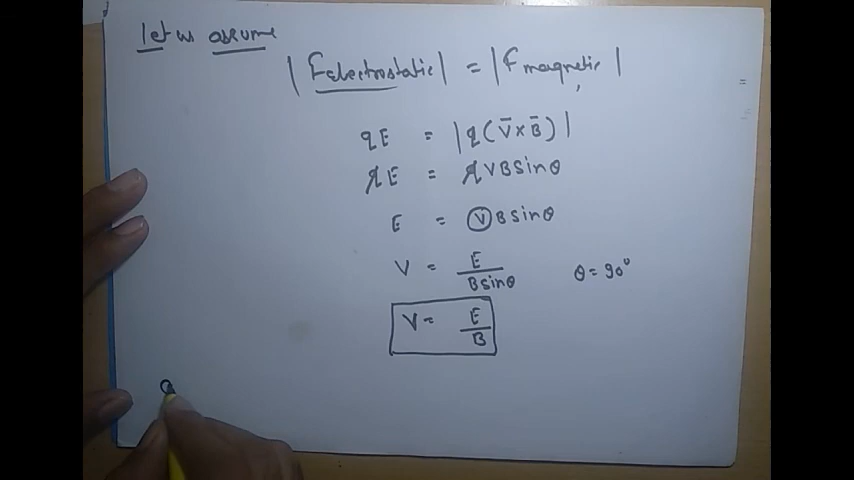 let us assume
|Felectrostatic| = |Fmagnetic|
qE = |q(V̅×B̅)|
qE = qVBsinθ
E = VBsinθ
V = E/Bsinθ θ=90°
V = E/B